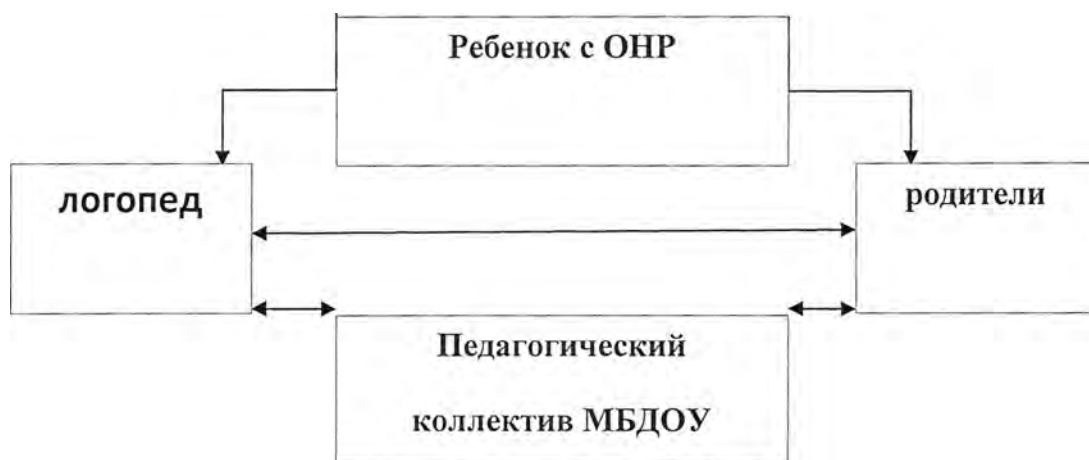 Ребенок с ОНР
логопед
родители
Педагогический
коллектив МБДОУ